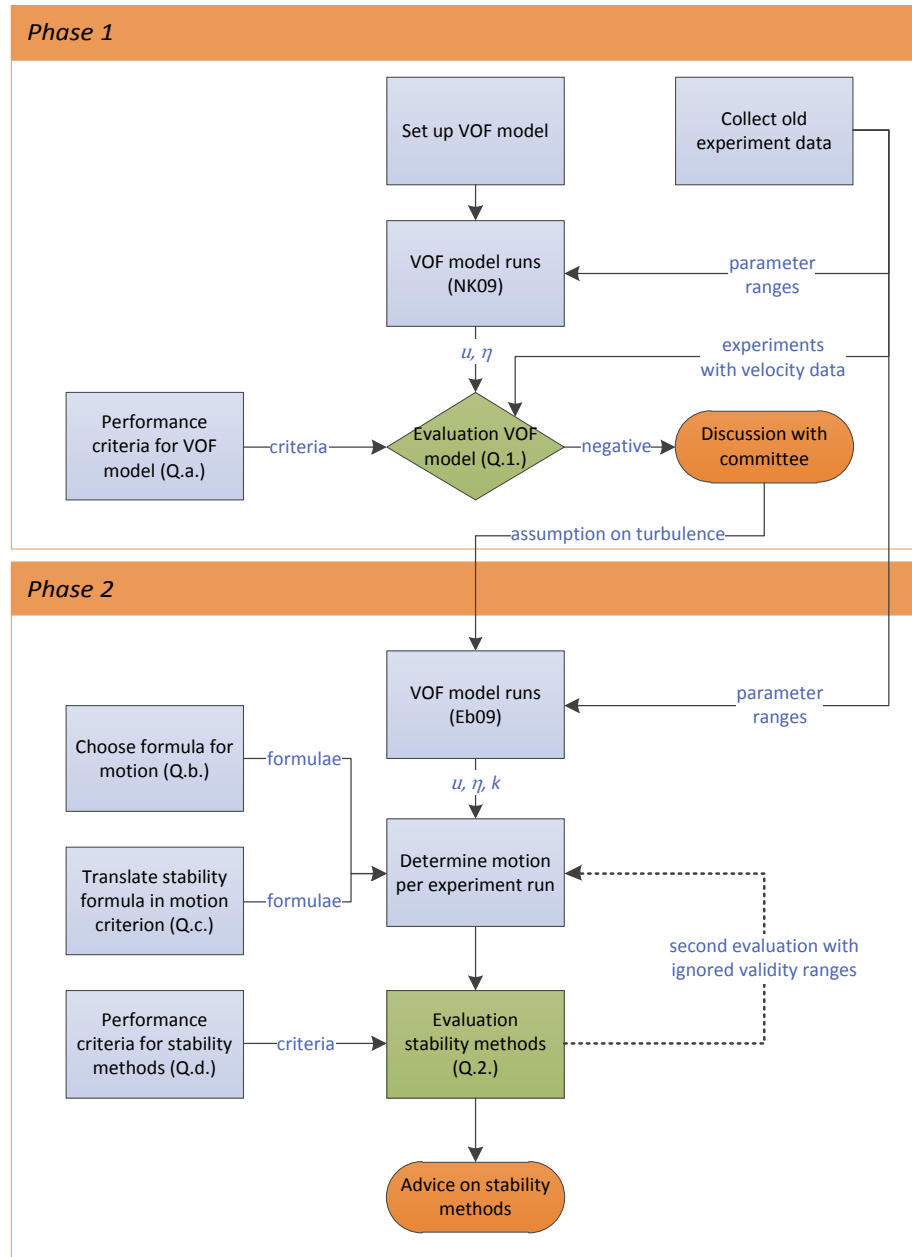 Phase 1
Set up VOF model
Collect old
experiment data
VOF model runs
(NK09)
parameter
ranges
u, η
experiments
with velocity data
Performance
criteria for VOF
model (Q.a.)
criteria
Evaluation VOF
model (Q.1.)
negative
Discussion with
committee
assumption on turbulence
Phase 2
VOF model runs
(Eb09)
parameter
ranges
Choose formula for
motion (Q.b.)
formulae
u, η, k
Translate stability
formula in motion
criterion (Q.c.)
formulae
Determine motion
per experiment run
second evaluation with
ignored validity ranges
Performance
criteria for stability
methods (Q.d.)
criteria
Evaluation
stability methods
(Q.2.)
Advice on stability
methods